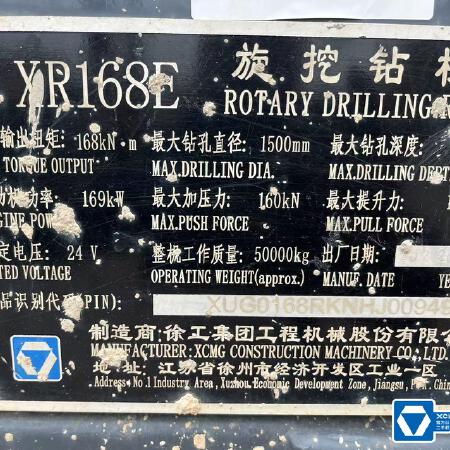 XR168E 旋挖钻
ROTARY DRILLING
输出扭矩: 168kN·m 最大钻孔直径: 1500mm 最大钻孔深度:
TORQUE OUTPUT MAX.DRILLING DIA. MAX.DRILLING DEPT
功率: 169kW 最大加压力: 160kN 最大提升力:
MAX.PUSH FORCE MAX.PULL FORCE
定电压: 24 V 整机工作质量: 50000kg 出厂日期:
VOLTAGE OPERATING WEIGHT(approx.) MANUF. DATE
品识别代码(PIN): XUG0168RKNHJ00948
制造商:徐工集团工程机械股份有限
MANUFACTURER:XCMG CONSTRUCTION MACHINERY CO.,LTD.
地 址: 江苏省徐州市经济开发区工业一区
Address: No.1 Industry Area, Xuzhou Economic Development Zone, Jiangsu, P.R. China